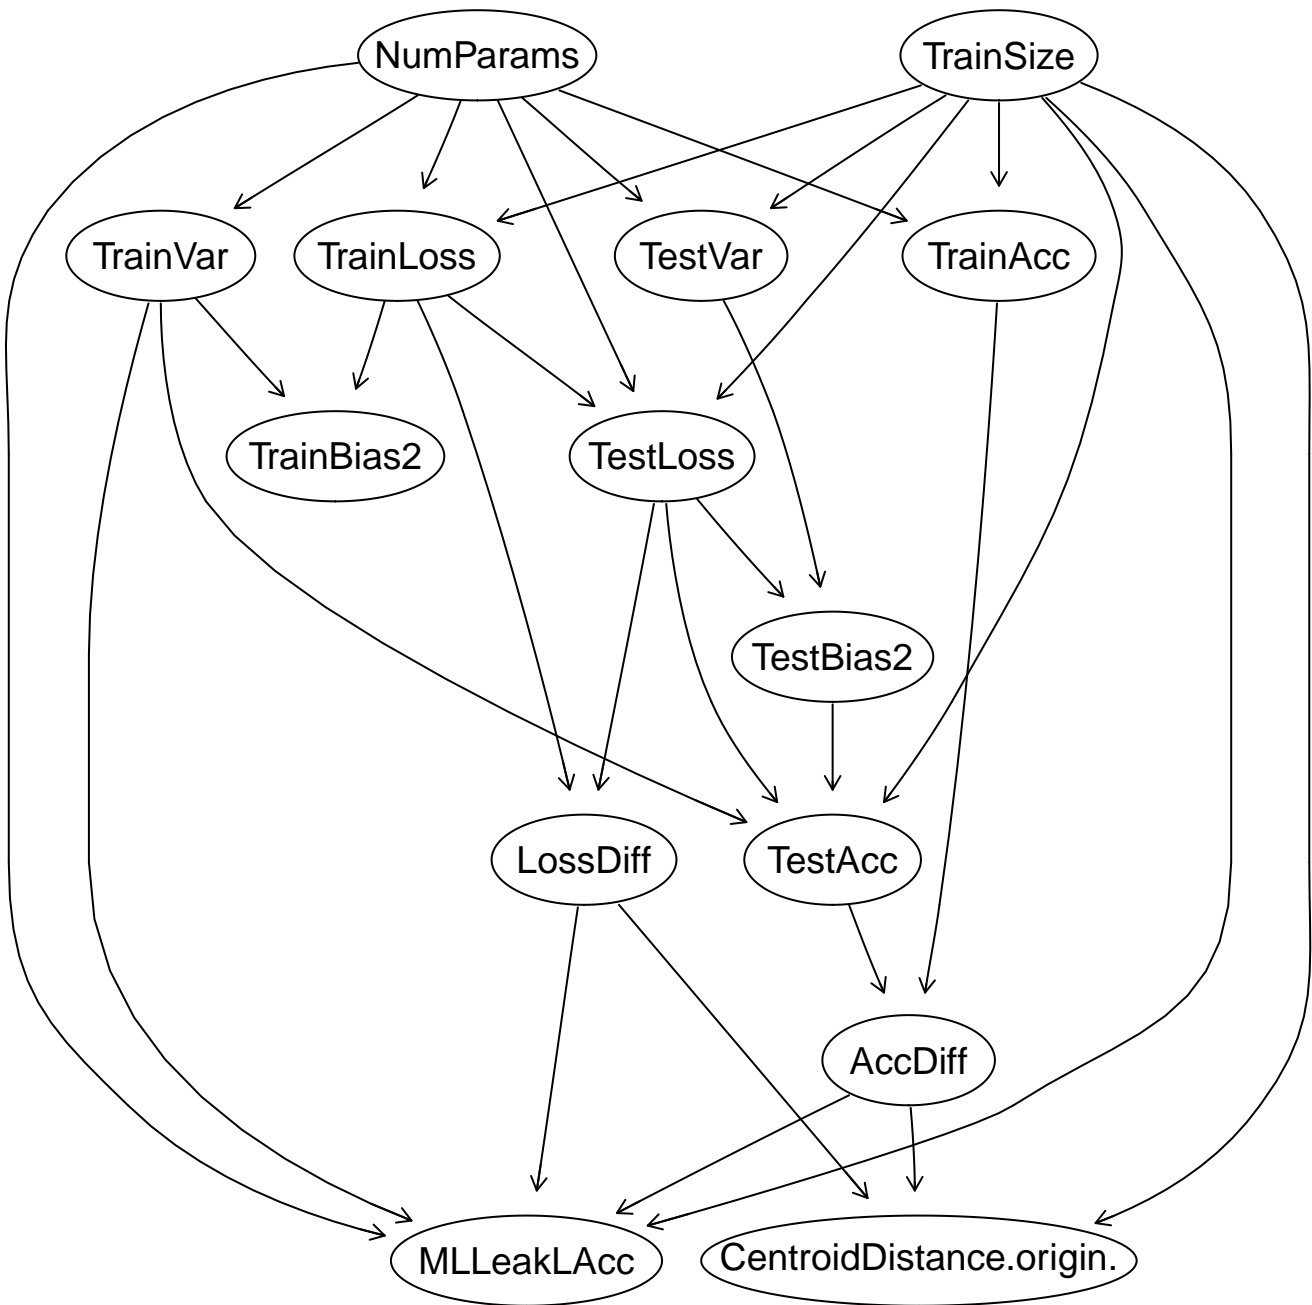 NumParams
TrainSize
TrainVar
TrainLoss
TestVar
TrainAcc
TrainBias2
TestLoss
TestBias2
LossDiff
TestAcc
AccDiff
MLLeakLAcc
CentroidDistance.origin.